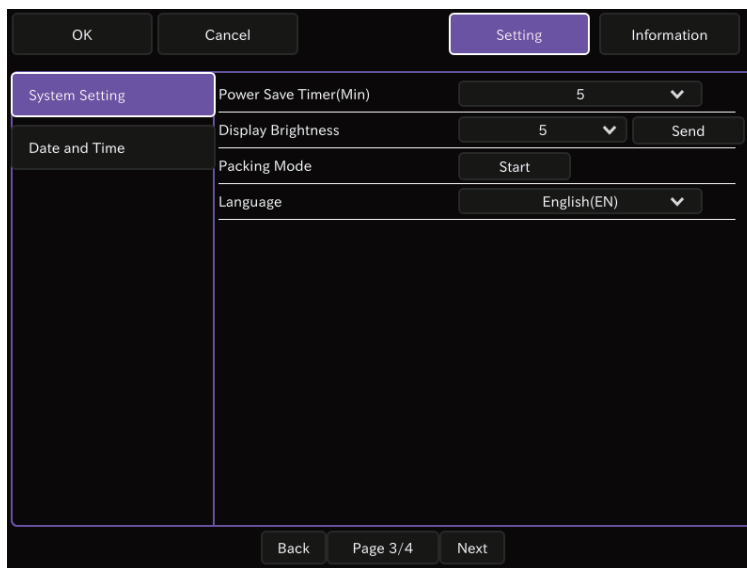 OK Cancel Setting Information
System Setting
Date and Time
Power Save Timer(Min) 5
Display Brightness 5 Send
Packing Mode Start
Language English(EN)
Back Page 3/4 Next